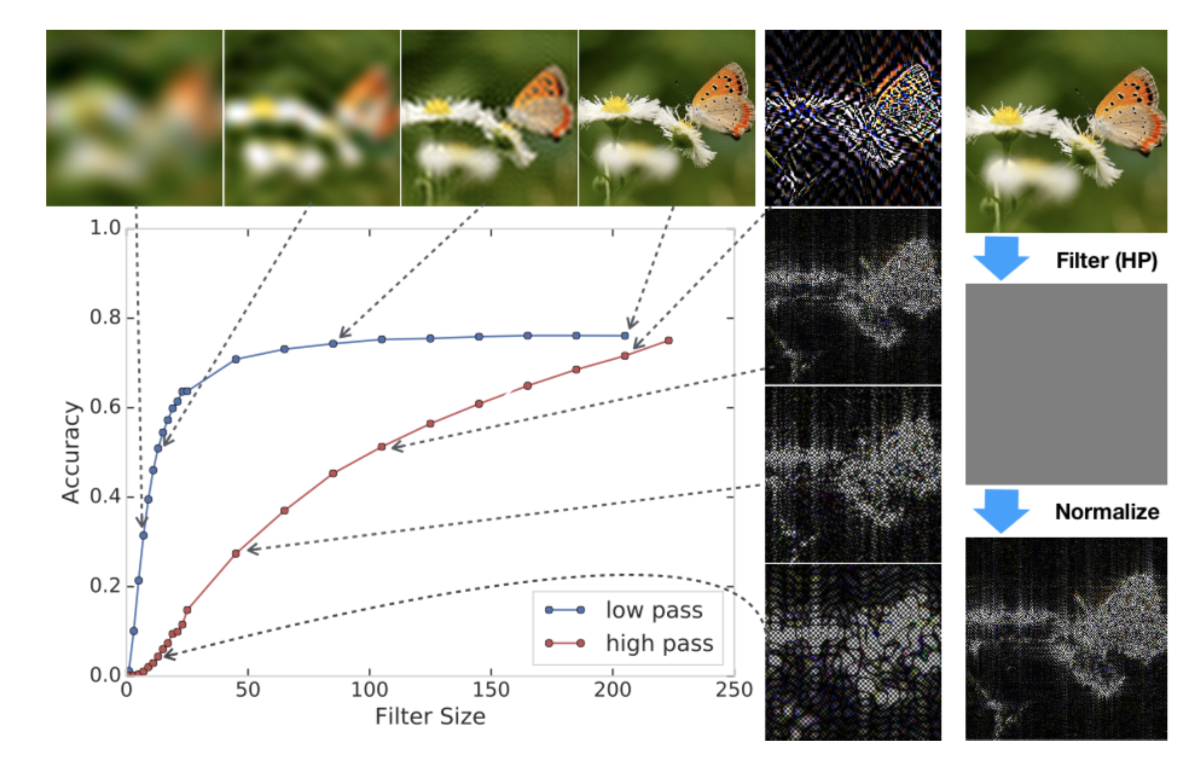 1.0
0.8
0.6
0.4
0.2
0.0
Accuracy
0 50 100 150 200 250
Filter Size
low pass
high pass
Filter (HP)
Normalize